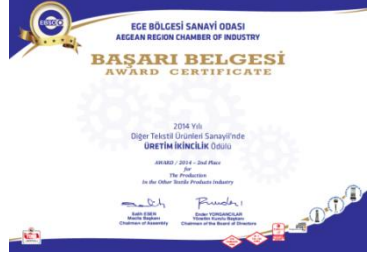 EGE BÖLGESİ SANAYİ ODASI
AEGEAN REGION CHAMBER OF INDUSTRY
BAŞARI BELGESİ
AWARD CERTIFICATE
2014 Yılı
Diğer Tekstil Ürünleri Sanayii'nde
ÜRETİM İKİNCİLİK Ödülü
AWARD / 2014 - 2nd Place
for
The Production
In the Other Textile Products Industry
Salih ESEN
Meclis Başkanı
Chairman of Assembly
Ender YORGANCILAR
Yönetim Kurulu Başkanı
Chairman of the Board of Directors